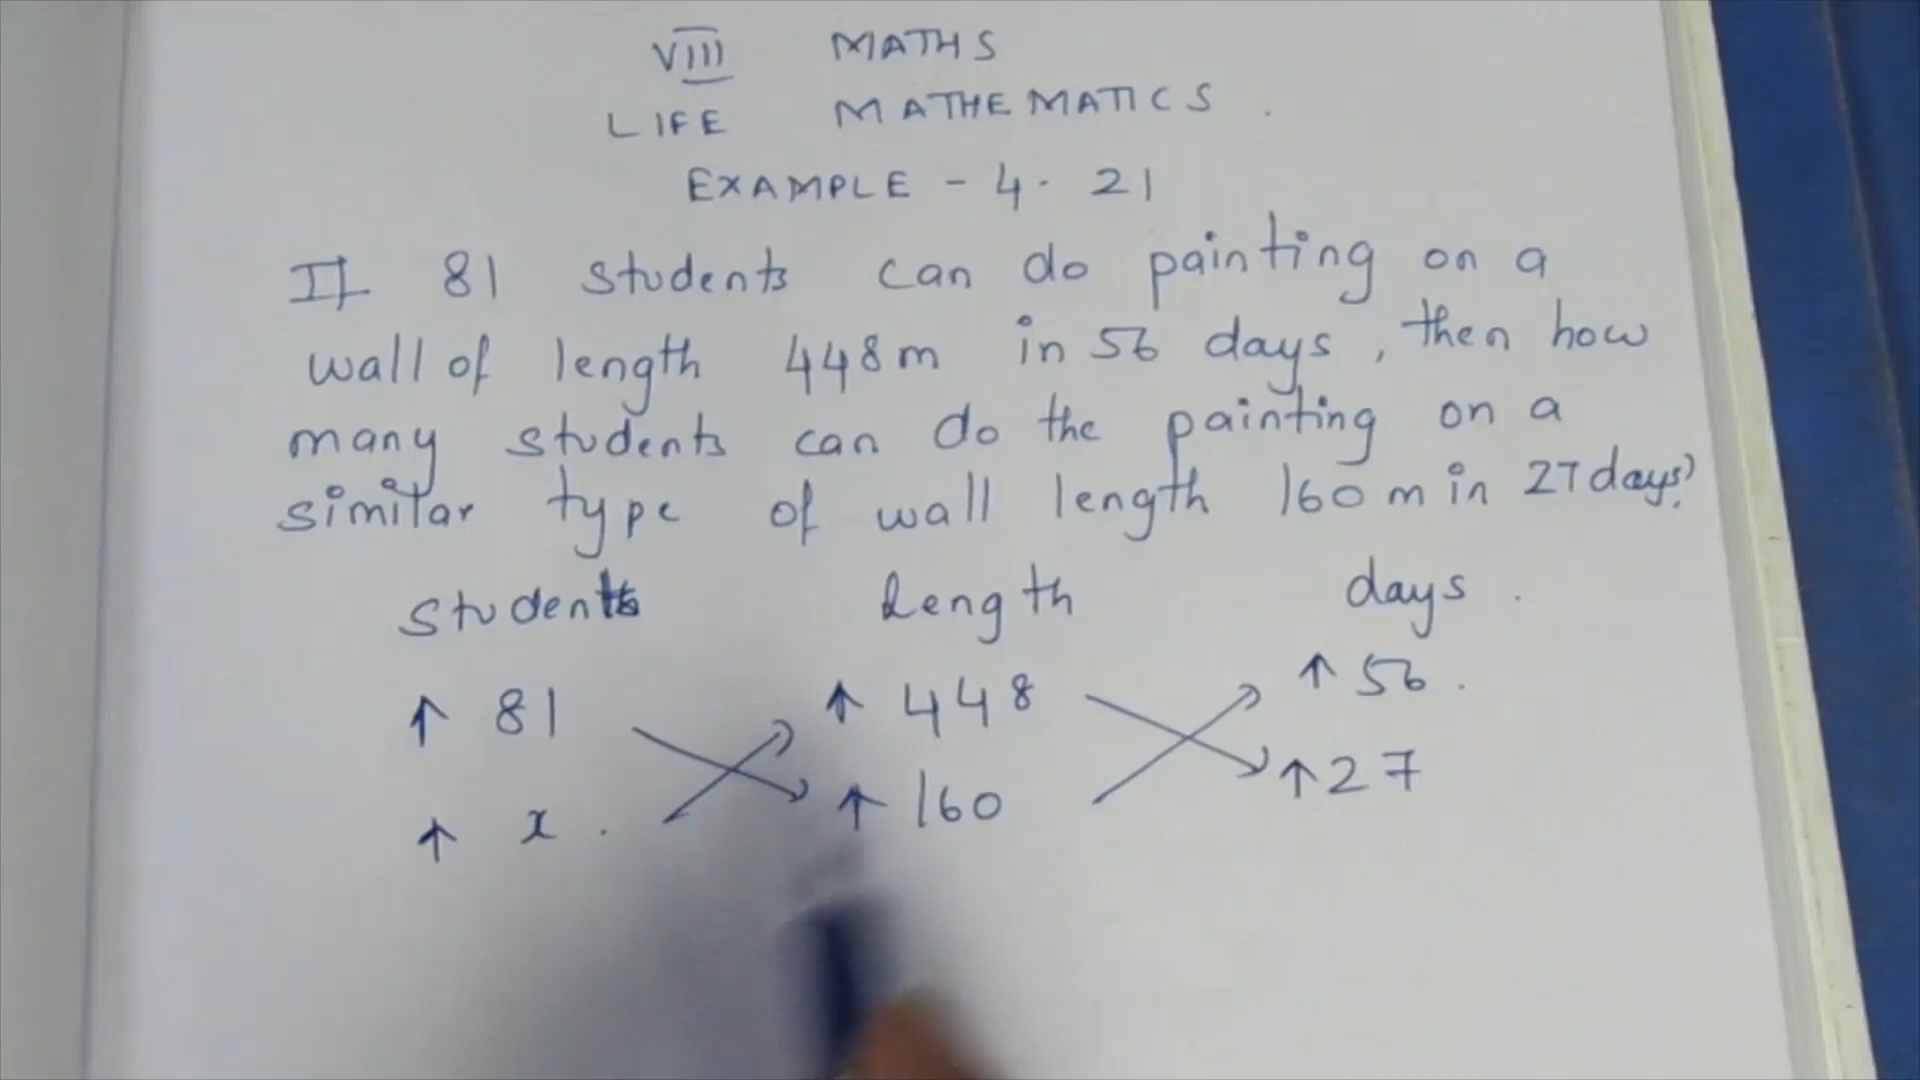 VIII MATHS
LIFE MATHEMATICS.
EXAMPLE - 4.21
If 81 students can do painting on a
wall of length 448m in 56 days, then how
many students can do the painting on a
similar type of wall length 160 m in 27 days?
students Length days.
↑ 81 ↑ 448 ↑ 56.
↑ x. ↑ 160 ↑ 27